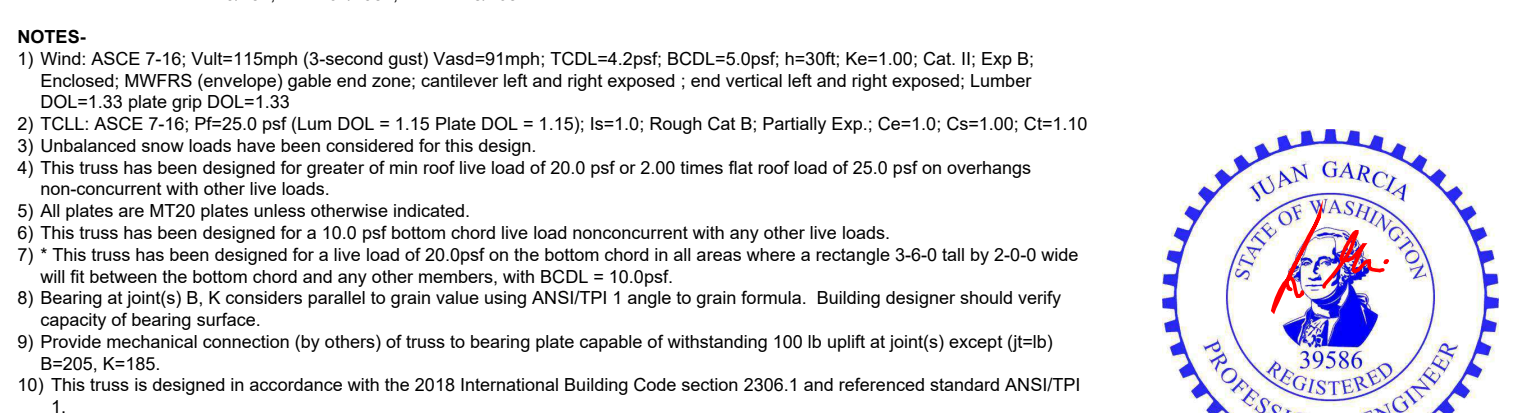 NOTES-
1) Wind: ASCE 7-16; Vult=115mph (3-second gust) Vasd=91mph; TCDL=4.2psf; BCDL=5.0psf; h=30ft; Ke=1.00; Cat. II; Exp B;
Enclosed; MWFRS (envelope) gable end zone; cantilever left and right exposed ; end vertical left and right exposed; Lumber
DOL=1.33 plate grip DOL=1.33
2) TCLL: ASCE 7-16; Pf=25.0 psf (Lum DOL = 1.15 Plate DOL = 1.15); Is=1.0; Rough Cat B; Partially Exp.; Ce=1.0; Cs=1.00; Ct=1.10
3) Unbalanced snow loads have been considered for this design.
4) This truss has been designed for greater of min roof live load of 20.0 psf or 2.00 times flat roof load of 25.0 psf on overhangs
non-concurrent with other live loads.
5) All plates are MT20 plates unless otherwise indicated.
6) This truss has been designed for a 10.0 psf bottom chord live load nonconcurrent with any other live loads.
7) * This truss has been designed for a live load of 20.0psf on the bottom chord in all areas where a rectangle 3-6-0 tall by 2-0-0 wide
will fit between the bottom chord and any other members, with BCDL = 10.0psf.
8) Bearing at joint(s) B, K considers parallel to grain value using ANSI/TPI 1 angle to grain formula.  Building designer should verify
capacity of bearing surface.
9) Provide mechanical connection (by others) of truss to bearing plate capable of withstanding 100 lb uplift at joint(s) except (jt=lb)
B=205, K=185.
10) This truss is designed in accordance with the 2018 International Building Code section 2306.1 and referenced standard ANSI/TPI
1.
JUAN GARCIA
STATE OF WASHINGTON
39586
REGISTERED
ENGINEER